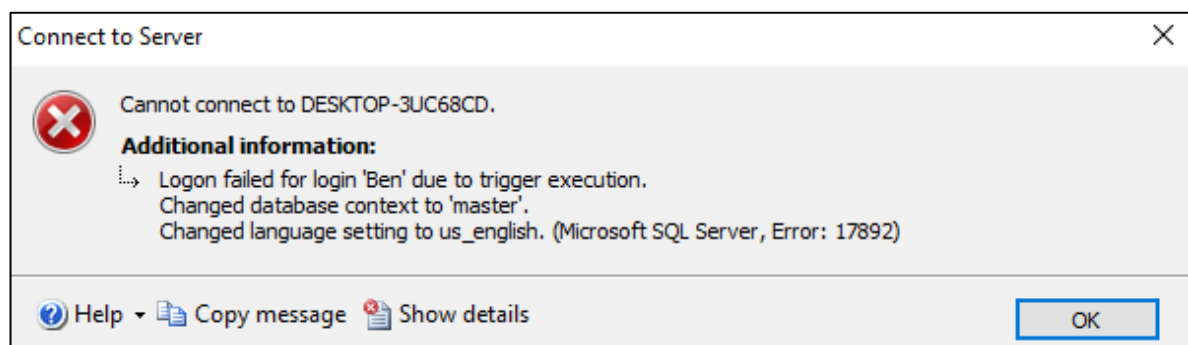 Connect to Server
Cannot connect to DESKTOP-3UC68CD.
Additional information:
Logon failed for login 'Ben' due to trigger execution.
Changed database context to 'master'.
Changed language setting to us_english. (Microsoft SQL Server, Error: 17892)
Help Copy message Show details OK